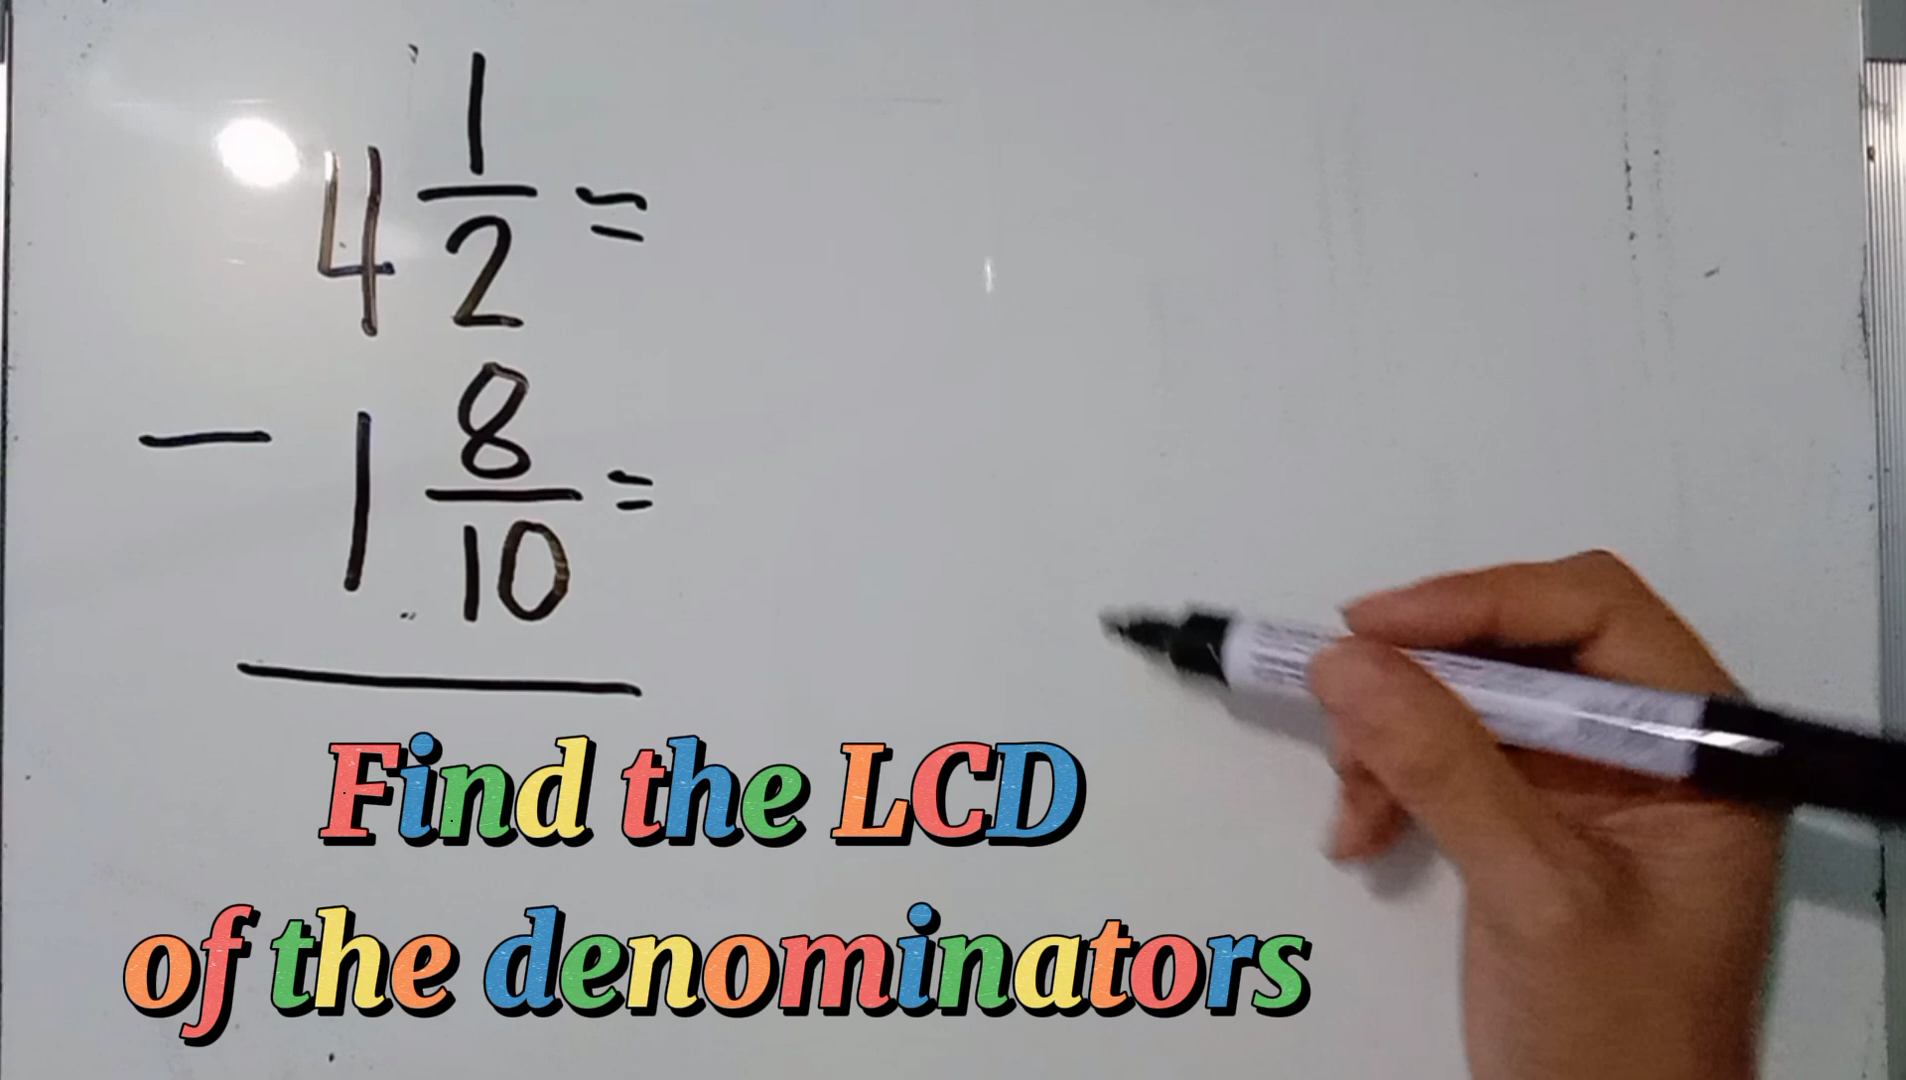 4 1/2 =
- 1 8/10 =
Find the LCD
of the denominators